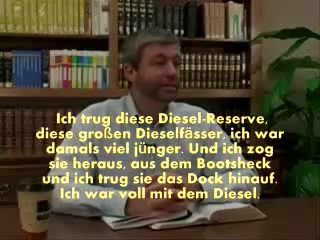 Ich trug diese Diesel-Reserve,
diese großen Dieselfässer, ich war
damals viel jünger. Und ich zog
sie heraus, aus dem Bootsheck
und ich trug sie das Dock hinauf.
Ich war voll mit dem Diesel.